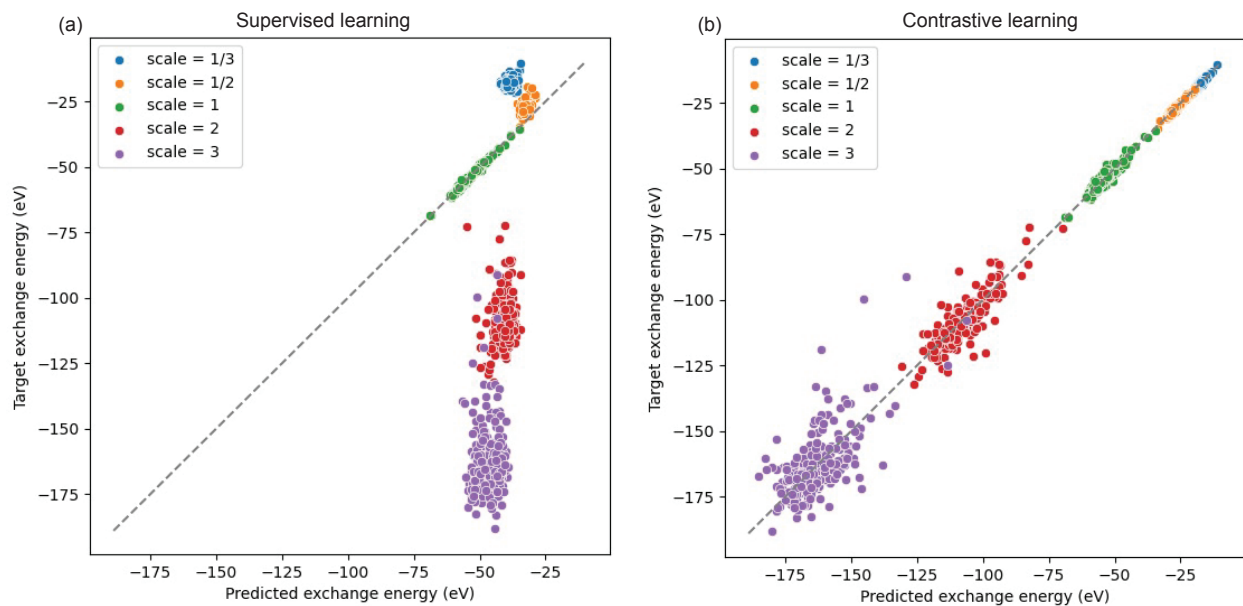 (a) Supervised learning
scale = 1/3
scale = 1/2
scale = 1
scale = 2
scale = 3
−25
−50
−75
−100
−125
−150
−175
Target exchange energy (eV)
−175 −150 −125 −100 −75 −50 −25
Predicted exchange energy (eV)
(b) Contrastive learning
scale = 1/3
scale = 1/2
scale = 1
scale = 2
scale = 3
−25
−50
−75
−100
−125
−150
−175
Target exchange energy (eV)
−175 −150 −125 −100 −75 −50 −25
Predicted exchange energy (eV)